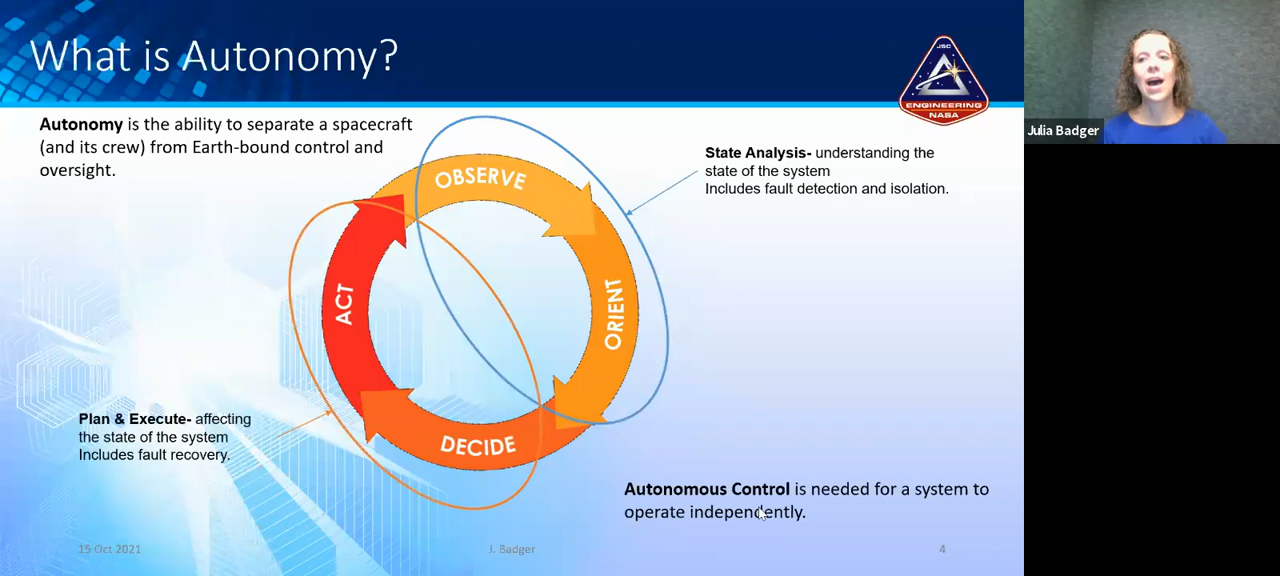 What is Autonomy?
JSC
ENGINEERING
NASA
Julia Badger
Autonomy is the ability to separate a spacecraft
(and its crew) from Earth-bound control and
oversight.
State Analysis- understanding the
state of the system
Includes fault detection and isolation.
OBSERVE
ORIENT
DECIDE
ACT
Plan & Execute- affecting
the state of the system
Includes fault recovery.
Autonomous Control is needed for a system to
operate independently.
15 Oct 2021
J. Badger
4